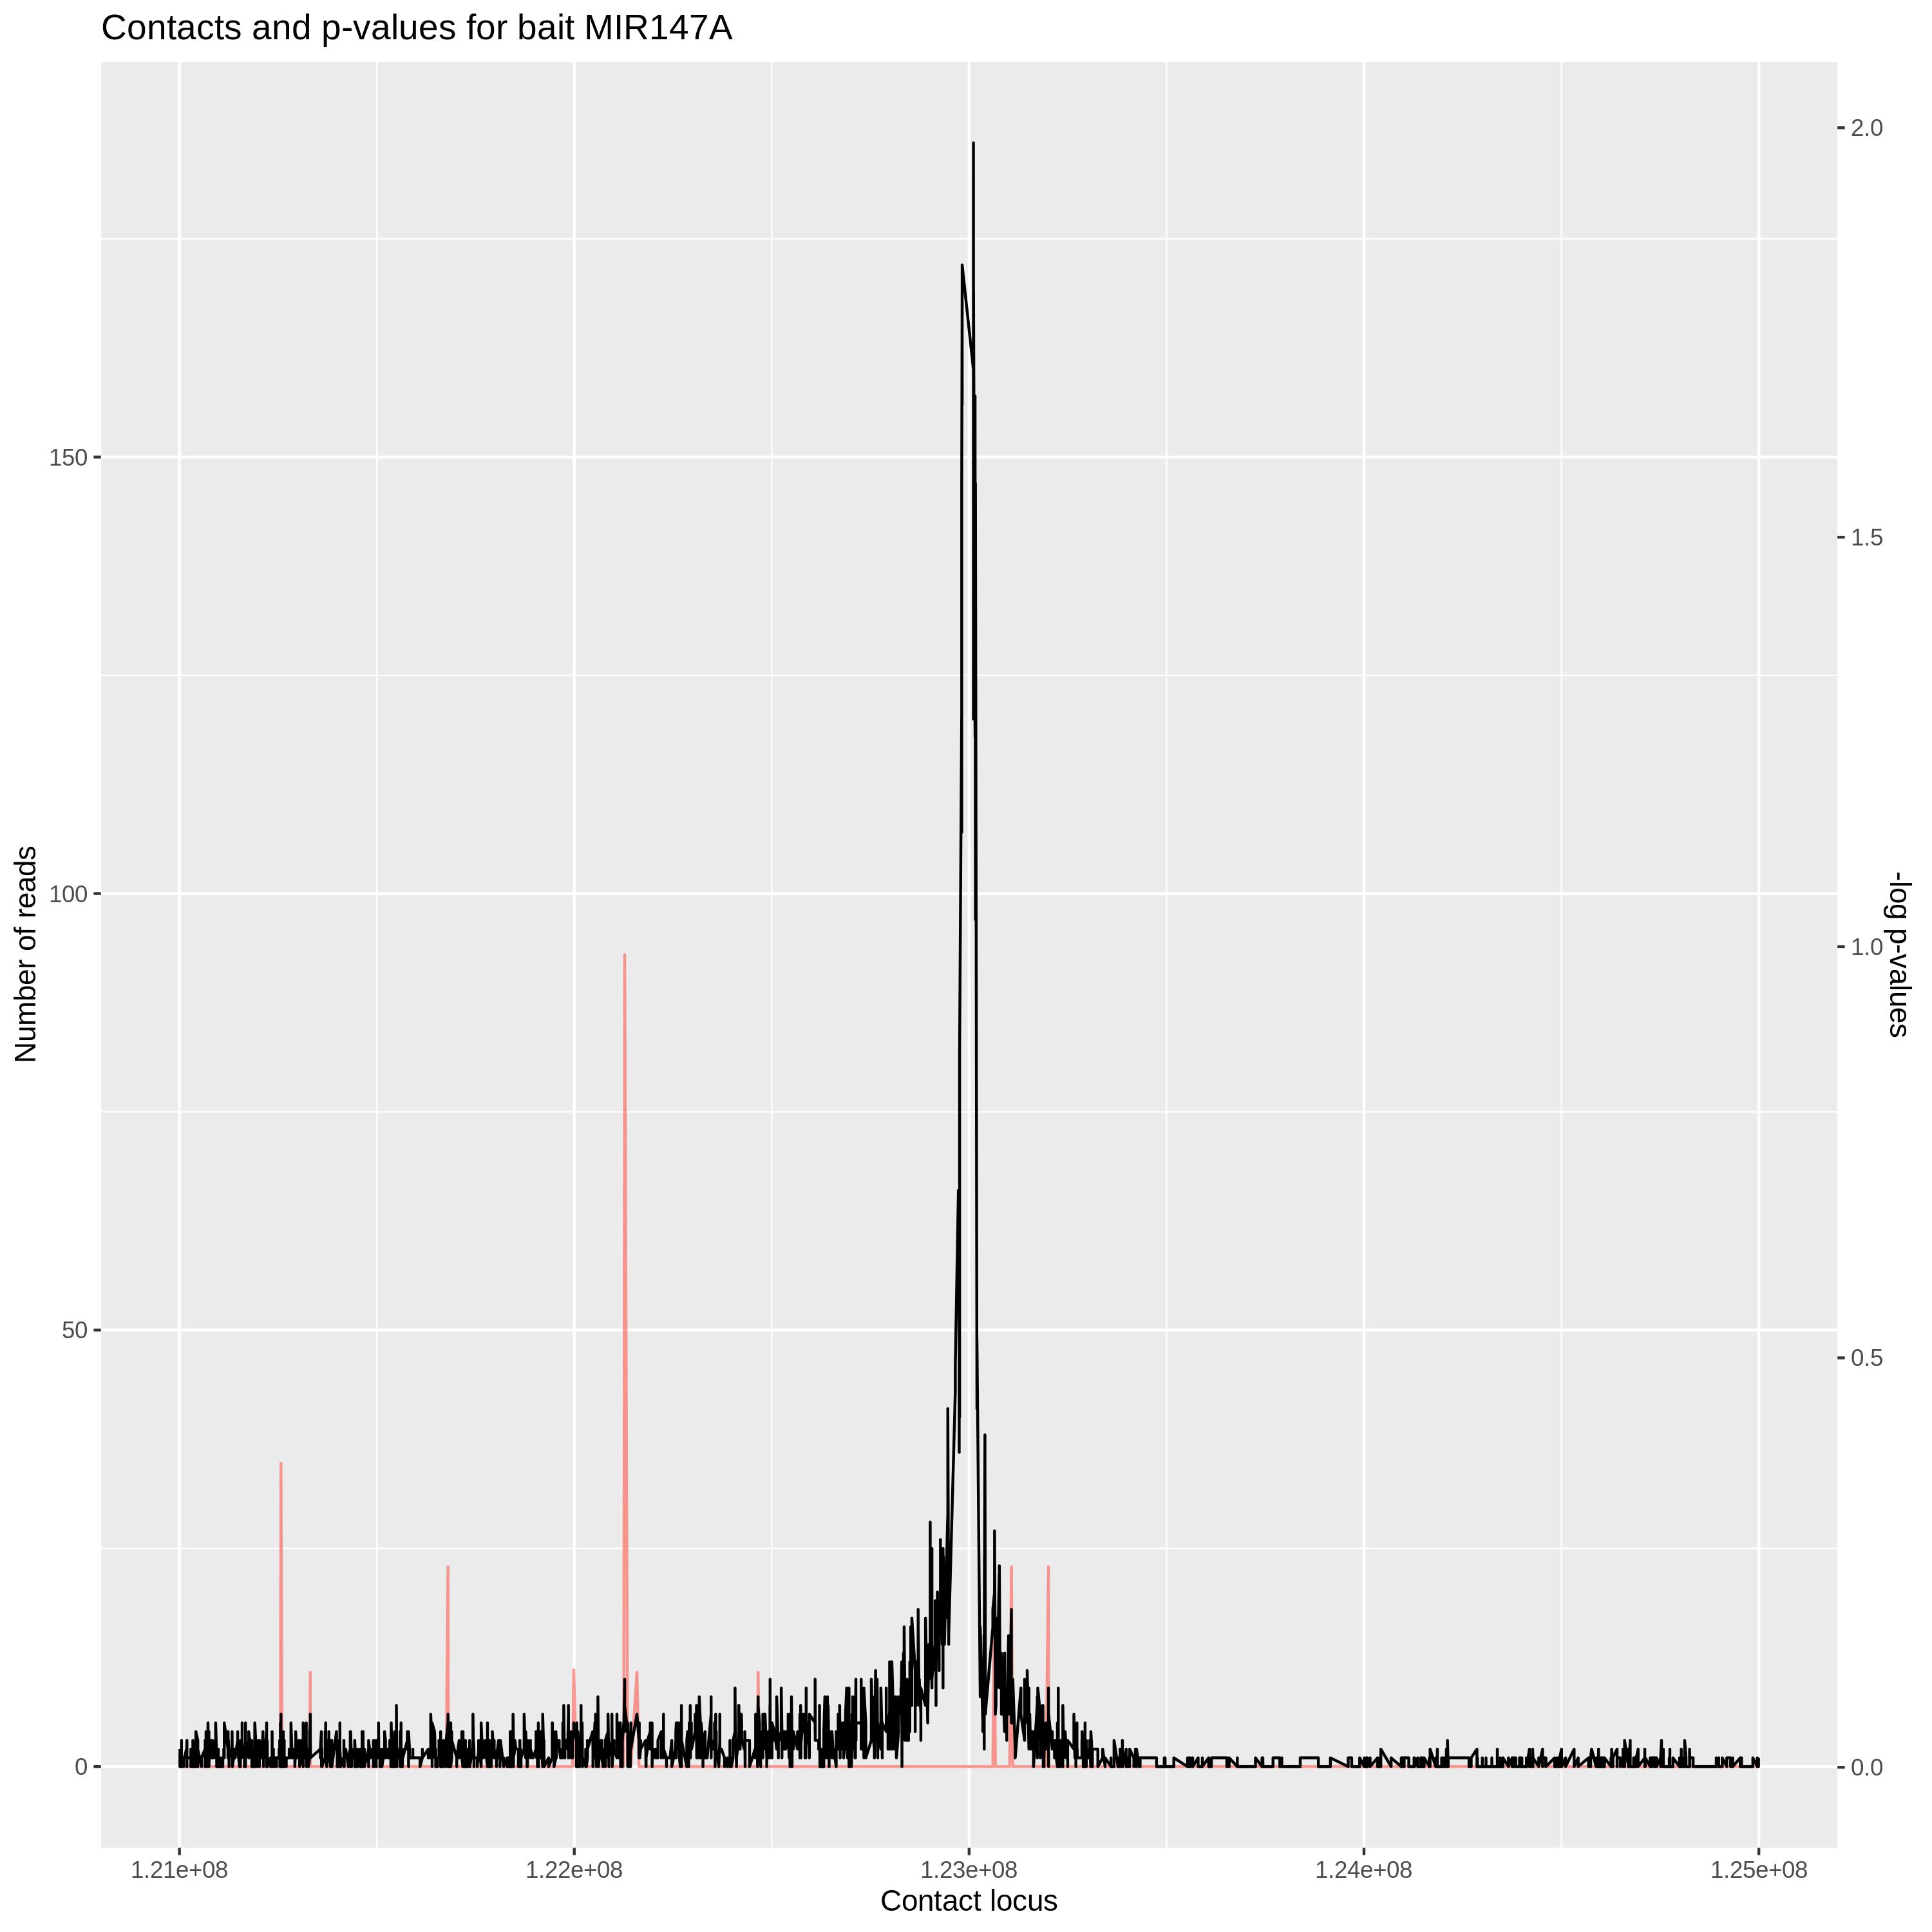 Contacts and p-values for bait MIR147A
Number of reads
150
100
50
0
2.0
1.5
1.0
0.5
0.0
-log p-values
1.21e+08
1.22e+08
1.23e+08
1.24e+08
1.25e+08
Contact locus